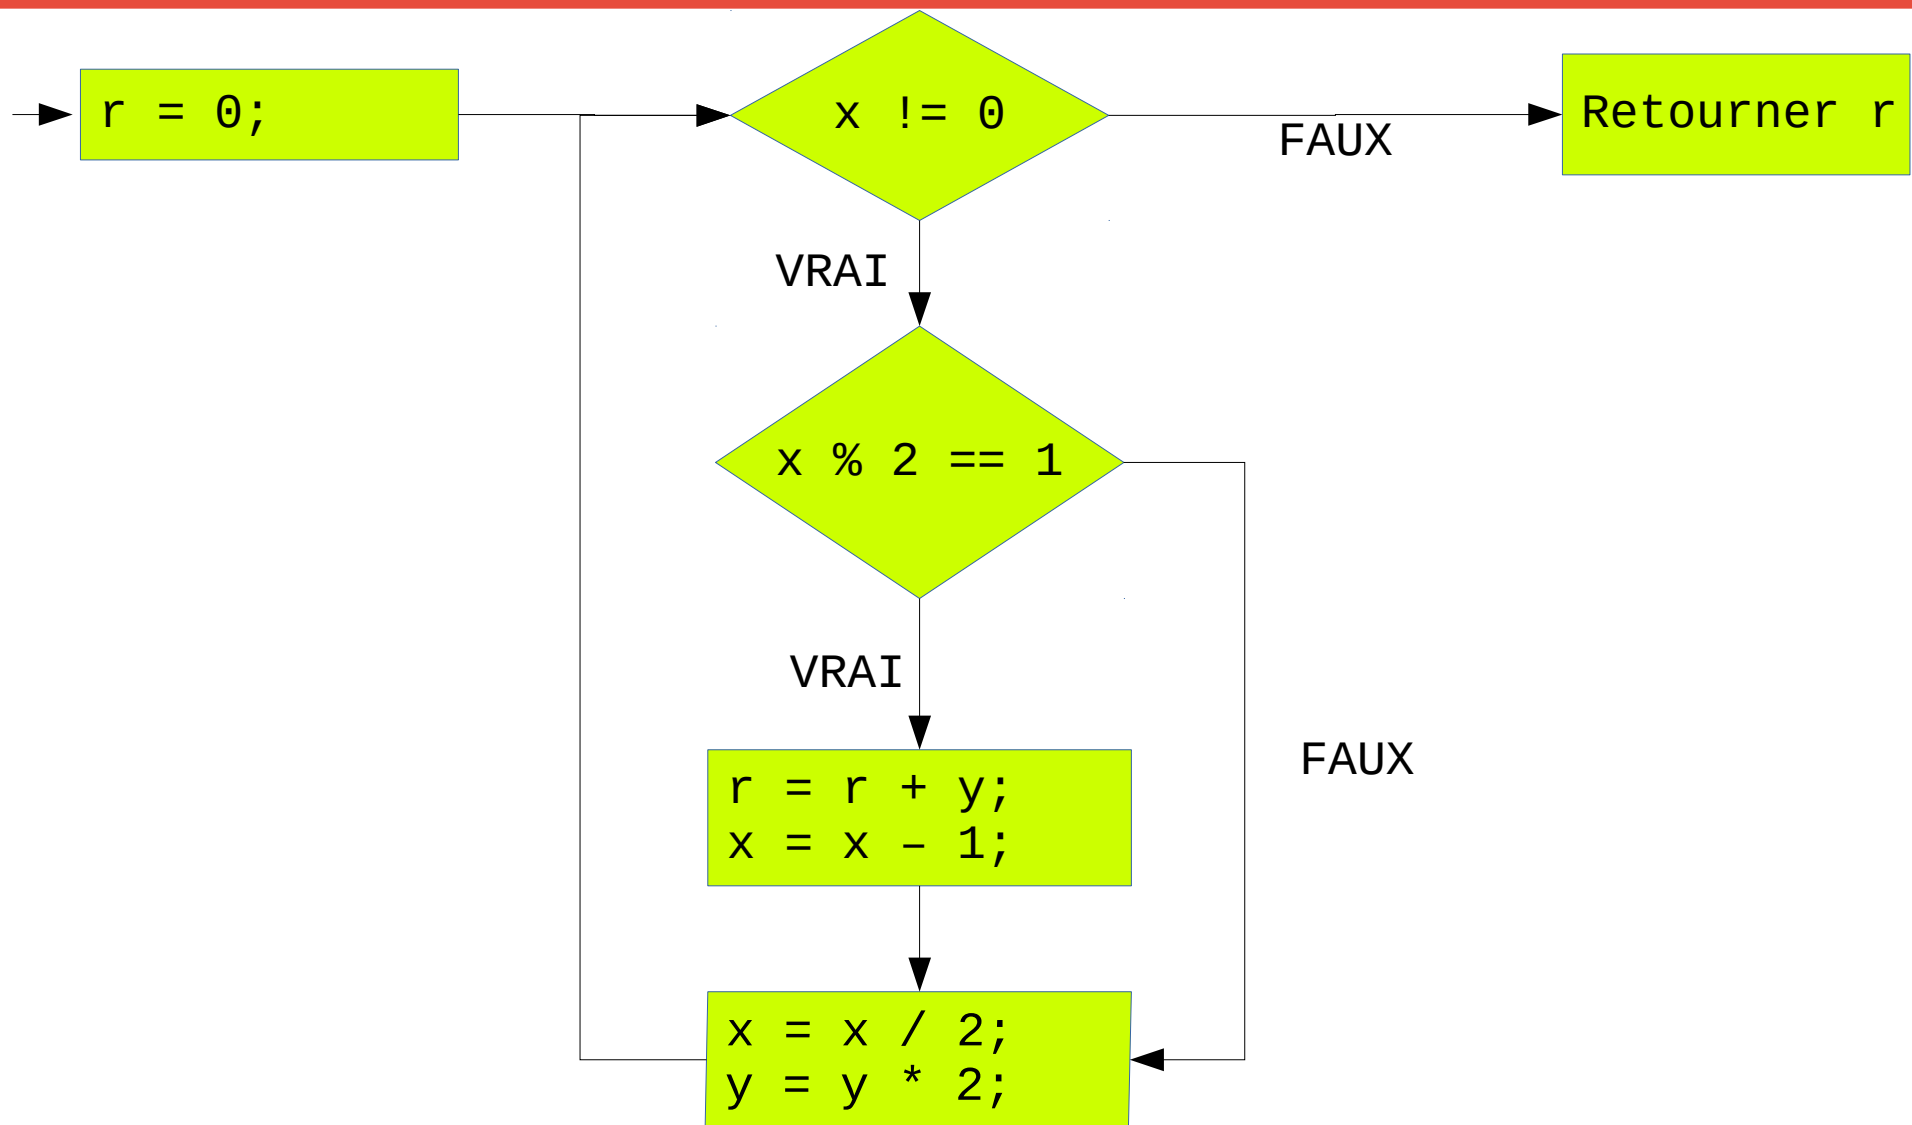 r = 0;
x != 0
FAUX
Retourner r
VRAI
x % 2 == 1
VRAI
FAUX
r = r + y;
x = x – 1;
x = x / 2;
y = y * 2;